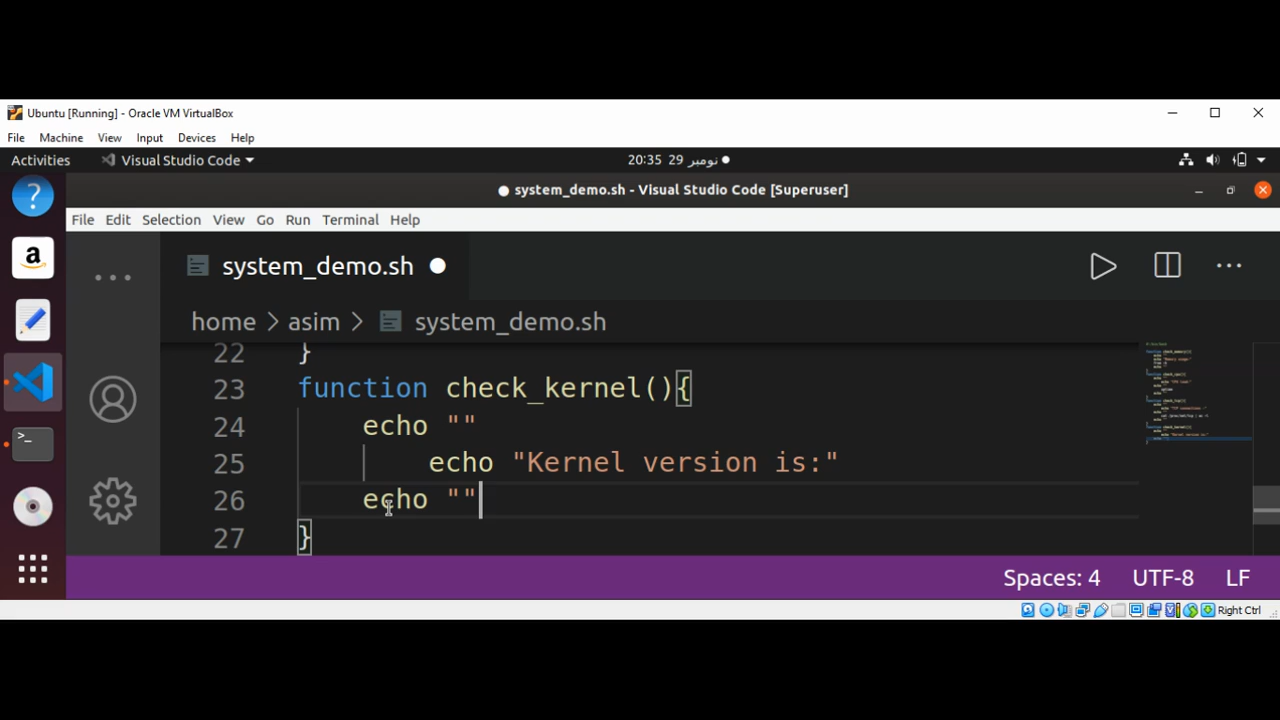 Ubuntu [Running] - Oracle VM VirtualBox
File Machine View Input Devices Help
Activities Visual Studio Code 20:35 29 نومبر
● system_demo.sh - Visual Studio Code [Superuser]
File Edit Selection View Go Run Terminal Help
system_demo.sh
home > asim > system_demo.sh
22 }
23 function check_kernel(){
24 echo ""
25 echo "Kernel version is:"
26 echo ""
27 }
Spaces: 4 UTF-8 LF
Right Ctrl